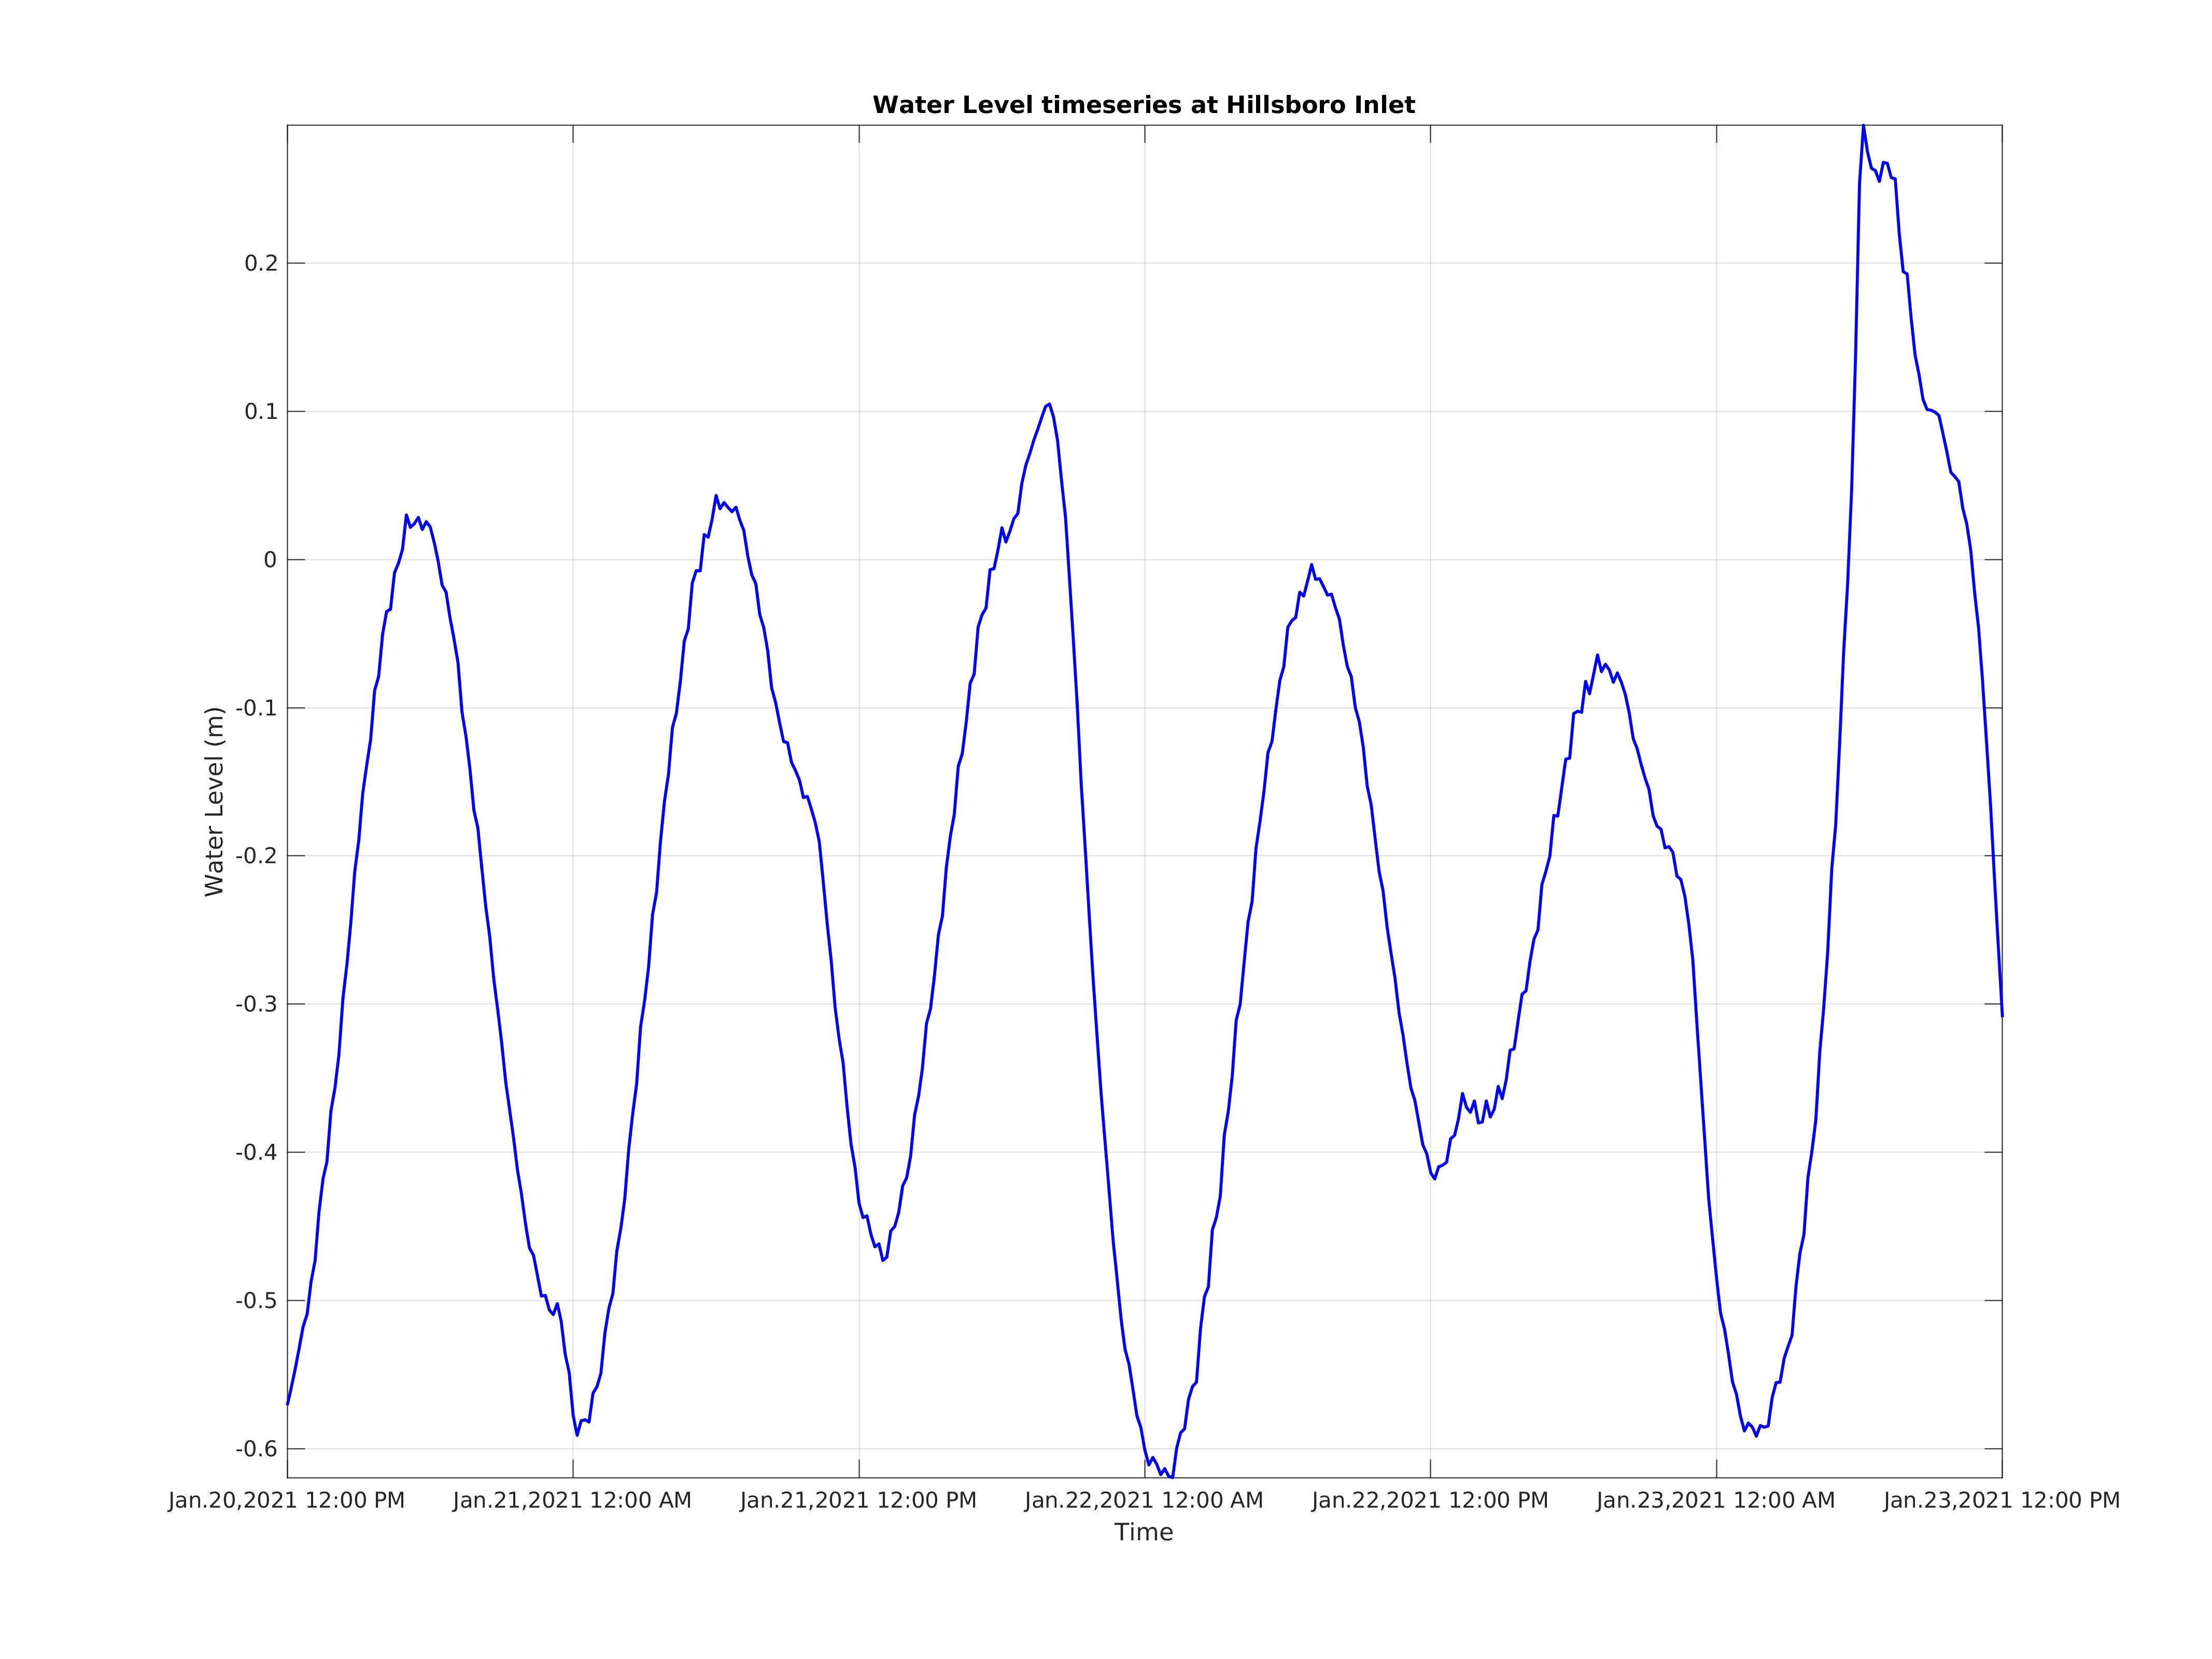 Water Level timeseries at Hillsboro Inlet
0.2
0.1
0
-0.1
-0.2
-0.3
-0.4
-0.5
-0.6
Water Level (m)
Jan.20,2021 12:00 PM
Jan.21,2021 12:00 AM
Jan.21,2021 12:00 PM
Jan.22,2021 12:00 AM
Jan.22,2021 12:00 PM
Jan.23,2021 12:00 AM
Jan.23,2021 12:00 PM
Time